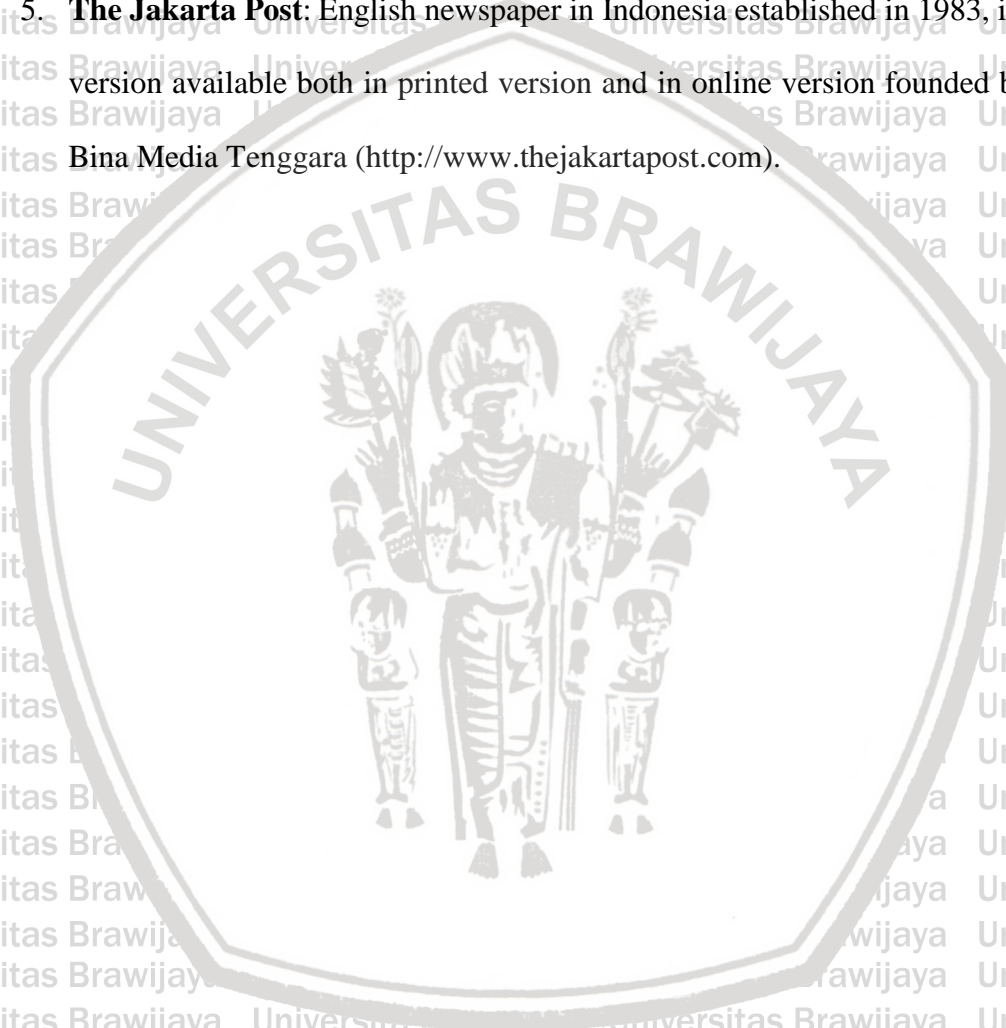 5. The Jakarta Post: English newspaper in Indonesia established in 1983, i
version available both in printed version and in online version founded b
Bina Media Tenggara (http://www.thejakartapost.com).
UNIVERSITAS BRAWIJAYA